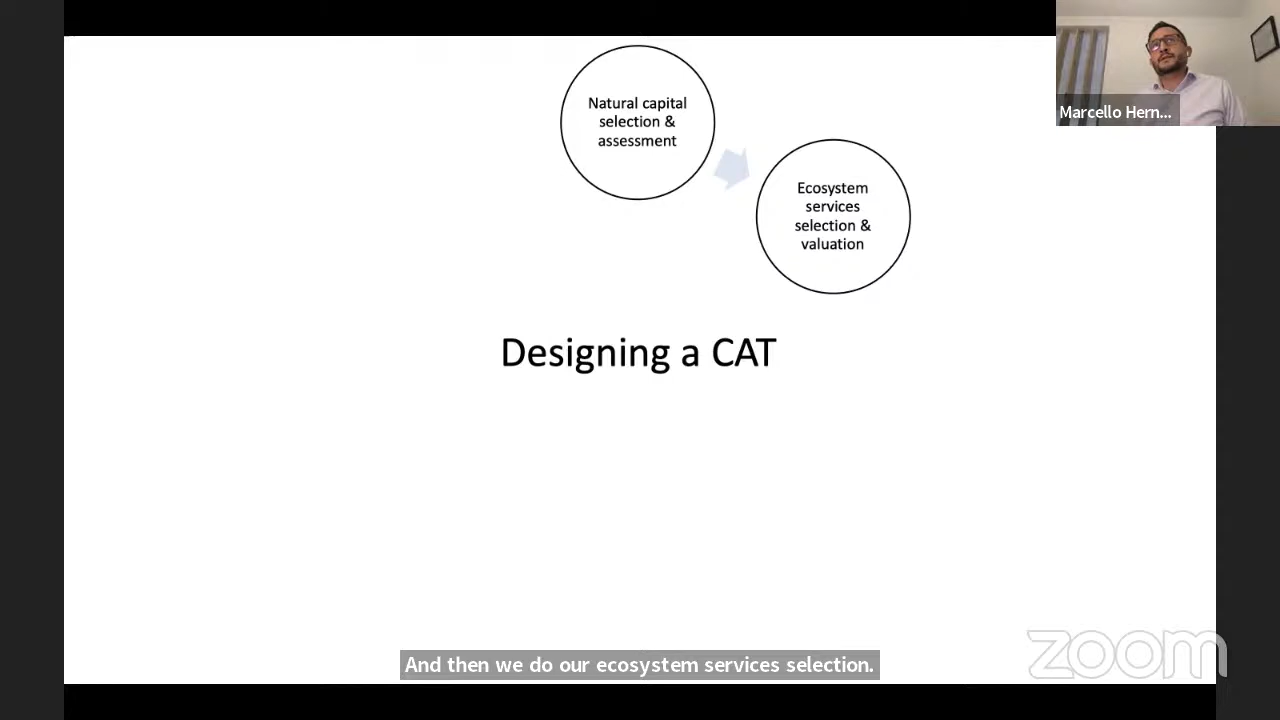 Natural capital
selection &
assessment
Marcello Hern...
Ecosystem
services
selection &
valuation
Designing a CAT
And then we do our ecosystem services selection.
zoom